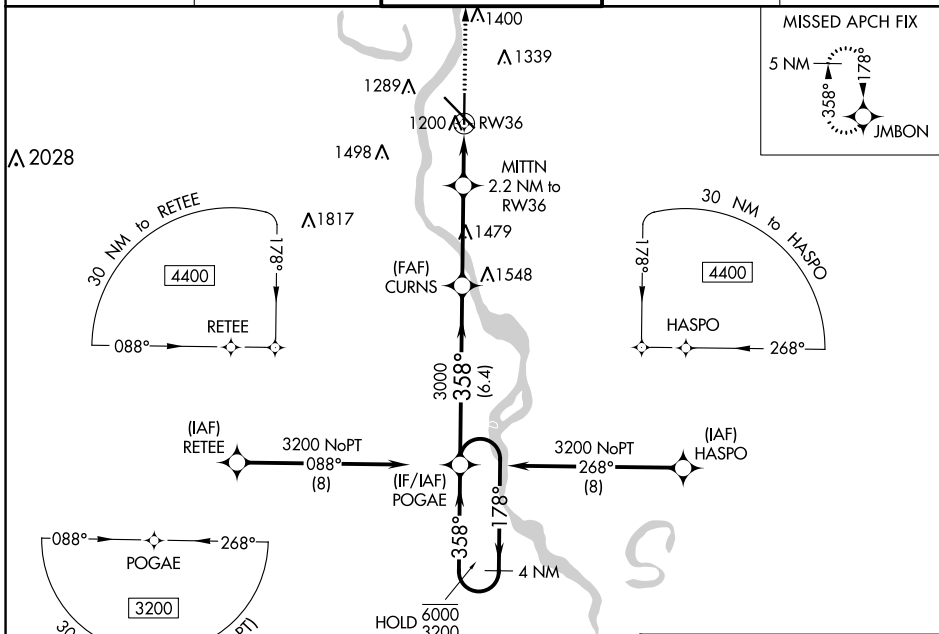 1400
MISSED APCH FIX
1339
5 NM
178°
358°
JMBON
1289
1200
RW36
2028
1498
MITTN
2.2 NM to
RW36
30 NM to RETEE
178°
4400
1817
1479
30 NM to HASPO
178°
4400
(FAF)
CURNS
1548
RETEE
088°
HASPO
268°
3000
358°
(6.4)
(IAF)
RETEE
3200 NoPT
088°
(8)
(IF/IAF)
POGAE
3200 NoPT
268°
(8)
(IAF)
HASPO
358°
178°
088°
268°
POGAE
4 NM
3200
HOLD
6000
3200
30
PT)